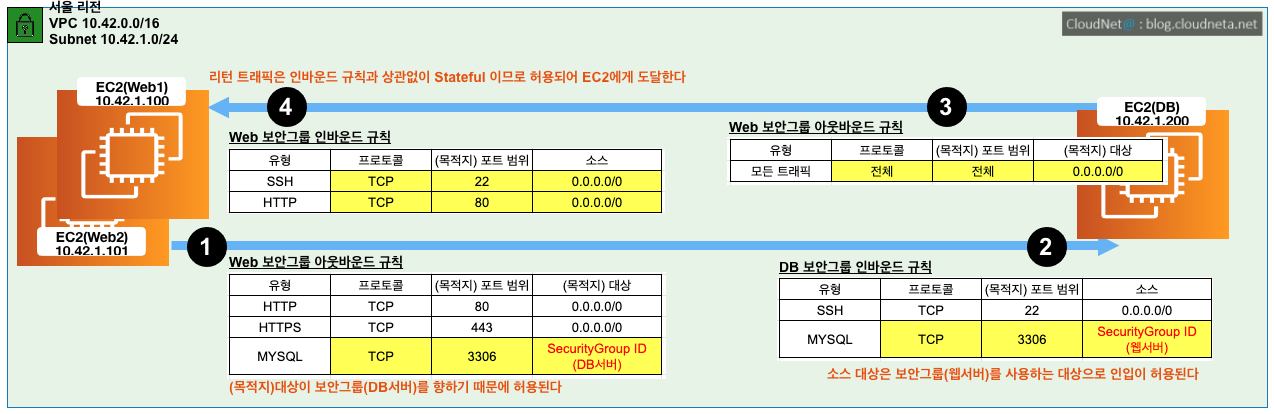 서울 리전
VPC 10.42.0.0/16
Subnet 10.42.1.0/24
CloudNet@ : blog.cloudneta.net
리턴 트래픽은 인바운드 규칙과 상관없이 Stateful 이므로 허용되어 EC2에게 도달한다
EC2(Web1)
10.42.1.100
4
3
EC2(DB)
10.42.1.200
Web 보안그룹 인바운드 규칙
유형 프로토콜 (목적지) 포트 범위 소스
SSH TCP 22 0.0.0.0/0
HTTP TCP 80 0.0.0.0/0
Web 보안그룹 아웃바운드 규칙
유형 프로토콜 (목적지) 포트 범위 (목적지) 대상
모든 트래픽 전체 전체 0.0.0.0/0
EC2(Web2)
10.42.1.101
1
2
Web 보안그룹 아웃바운드 규칙
유형 프로토콜 (목적지) 포트 범위 (목적지) 대상
HTTP TCP 80 0.0.0.0/0
HTTPS TCP 443 0.0.0.0/0
MYSQL TCP 3306 SecurityGroup ID
(DB서버)
(목적지)대상이 보안그룹(DB서버)를 향하기 때문에 허용된다
DB 보안그룹 인바운드 규칙
유형 프로토콜 (목적지) 포트 범위 소스
SSH TCP 22 0.0.0.0/0
MYSQL TCP 3306 SecurityGroup ID
(웹서버)
소스 대상은 보안그룹(웹서버)를 사용하는 대상으로 인입이 허용된다